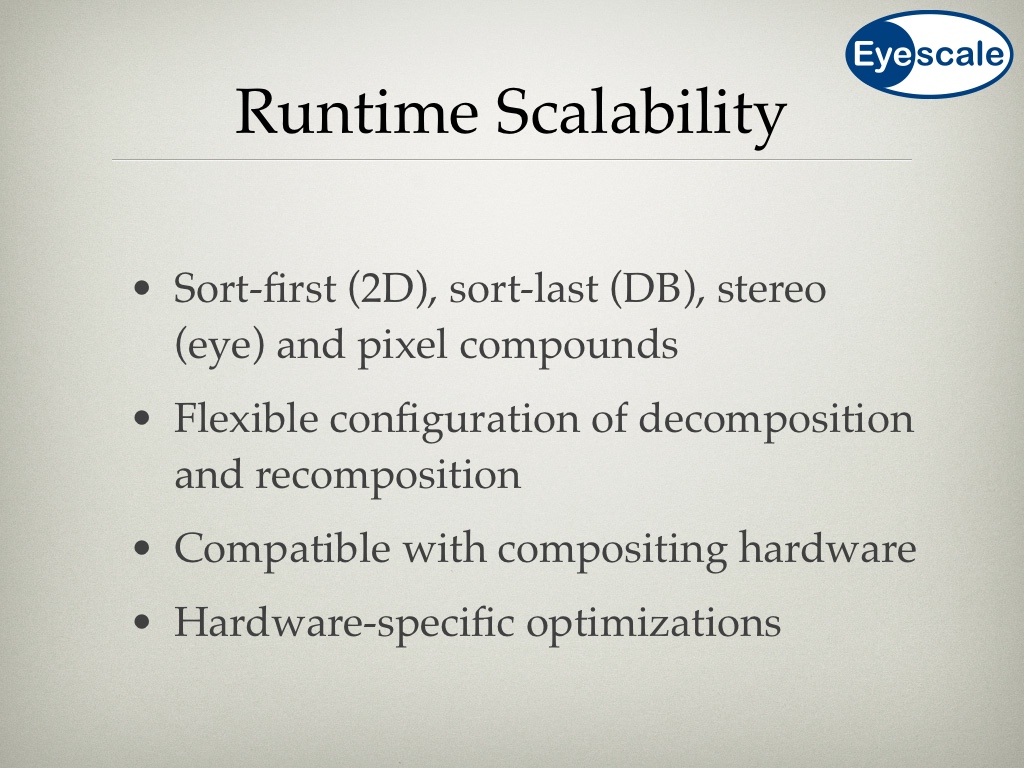 Eyescale
Runtime Scalability
• Sort-first (2D), sort-last (DB), stereo
(eye) and pixel compounds
• Flexible configuration of decomposition
and recomposition
• Compatible with compositing hardware
• Hardware-specific optimizations